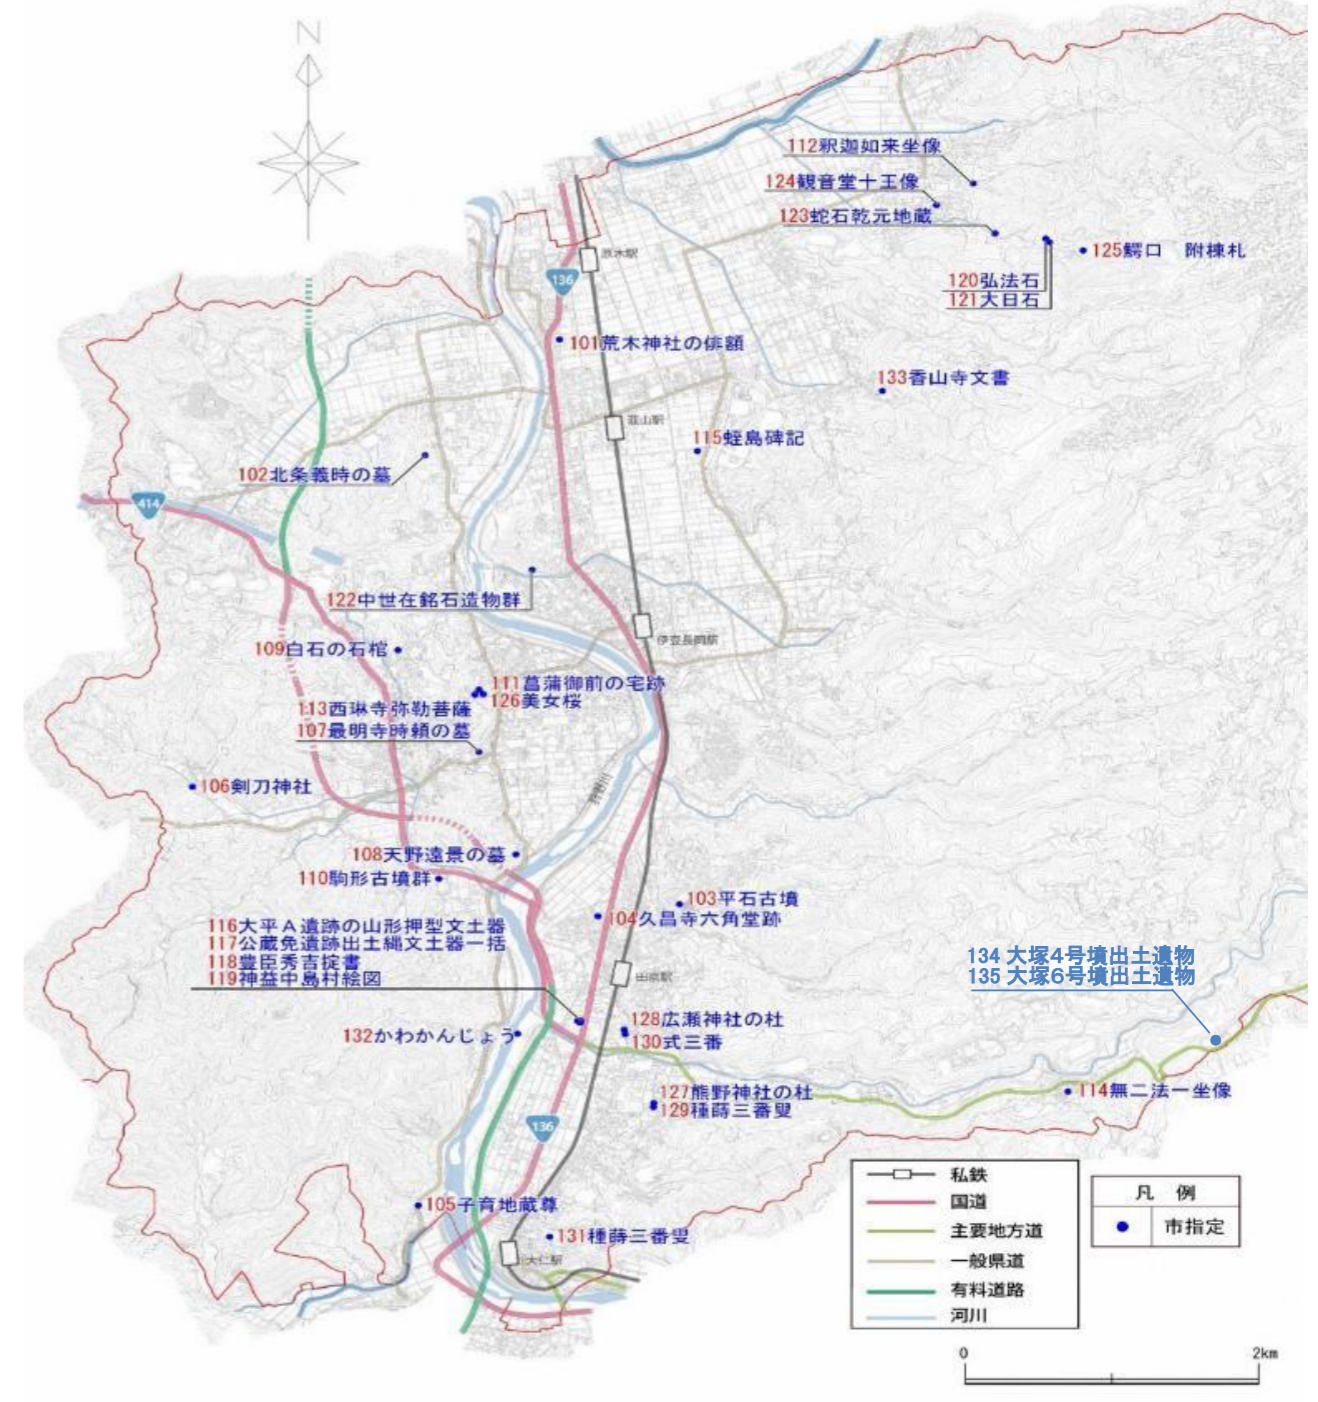 N
112釈迦如来坐像
124観音堂十王像
123蛇石乾元地蔵
125鰐口　附棟札
原木駅
136
120弘法石
121大日石
101荒木神社の俳額
133香山寺文書
韮山駅
115蛭島碑記
102北条義時の墓
414
122中世在銘石造物群
伊豆長岡駅
109白石の石棺
111菖蒲御前の宅跡
126美女桜
113西琳寺弥勒菩薩
107最明寺時頼の墓
106剣刀神社
108天野遠景の墓
110駒形古墳群
103平石古墳
104久昌寺六角堂跡
116大平A遺跡の山形押型文土器
117公蔵免遺跡出土縄文土器一括
118豊臣秀吉掟書
119神益中島村絵図
134 大塚4号墳出土遺物
135 大塚6号墳出土遺物
田京駅
128広瀬神社の杜
132かわかんじょう
130式三番
127熊野神社の杜
114無二法一坐像
129種蒔三番叟
136
105子育地蔵尊
131種蒔三番叟
大仁駅
私鉄
国道
主要地方道
一般県道
有料道路
河川
凡　例
市指定
0 2km